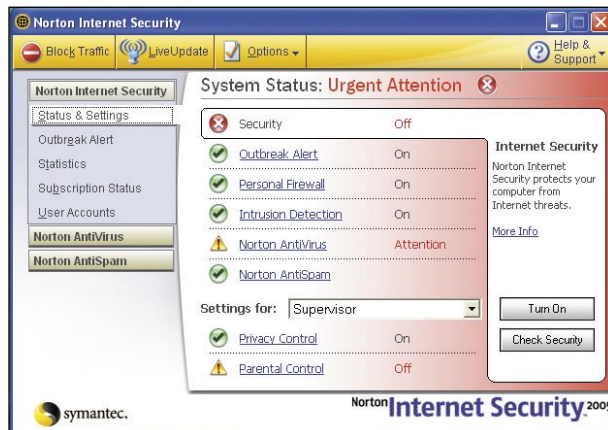 Norton Internet Security
Block Traffic LiveUpdate Options Help & Support
Norton Internet Security
Status & Settings
Outbreak Alert
Statistics
Subscription Status
User Accounts
Norton AntiVirus
Norton AntiSpam
System Status: Urgent Attention
Security Off
Outbreak Alert On
Personal Firewall On
Intrusion Detection On
Norton AntiVirus Attention
Norton AntiSpam
Settings for: Supervisor
Privacy Control On
Parental Control Off
Internet Security
Norton Internet
Security protects your
computer from
Internet threats.
More Info
Turn On
Check Security
symantec.
Norton Internet Security 2005